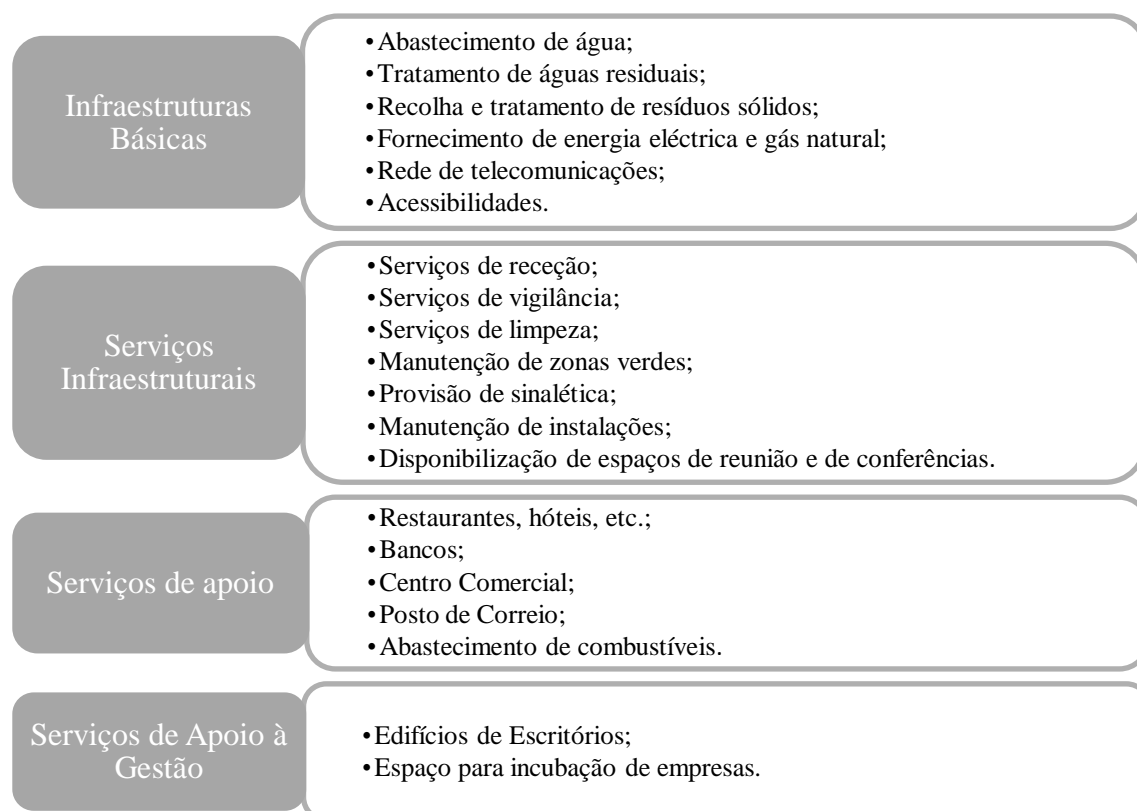 Infraestruturas
Básicas
•Abastecimento de água;
•Tratamento de águas residuais;
•Recolha e tratamento de resíduos sólidos;
•Fornecimento de energia eléctrica e gás natural;
•Rede de telecomunicações;
•Acessibilidades.
Serviços
Infraestruturais
•Serviços de receção;
•Serviços de vigilância;
•Serviços de limpeza;
•Manutenção de zonas verdes;
•Provisão de sinalética;
•Manutenção de instalações;
•Disponibilização de espaços de reunião e de conferências.
Serviços de apoio
•Restaurantes, hóteis, etc.;
•Bancos;
•Centro Comercial;
•Posto de Correio;
•Abastecimento de combustíveis.
Serviços de Apoio à
Gestão
•Edifícios de Escritórios;
•Espaço para incubação de empresas.